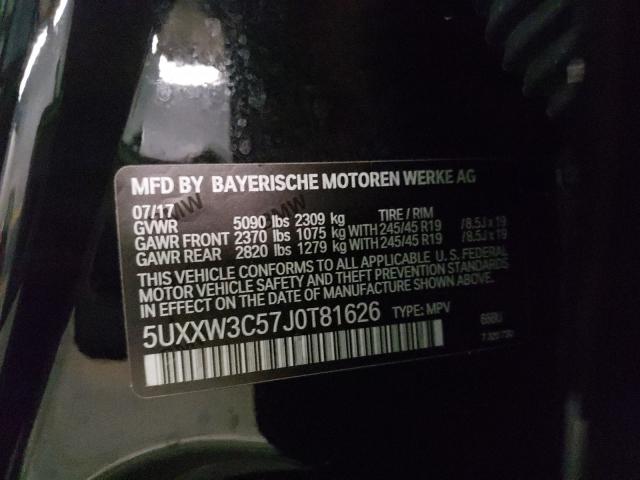 MFD BY BAYERISCHE MOTOREN WERKE AG
07/17
GVWR 5090 lbs 2309 kg TIRE / RIM
GAWR FRONT 2370 lbs 1075 kg WITH 245/45 R19 / 8.5J x 19
GAWR REAR 2820 lbs 1279 kg WITH 245/45 R19 / 8.5J x 19
THIS VEHICLE CONFORMS TO ALL APPLICABLE U. S. FEDERAL
MOTOR VEHICLE SAFETY AND THEFT PREVENTION STANDARDS
IN EFFECT ON THE DATE OF MANUFACTURE SHOWN ABOVE.
5UXXW3C57J0T81626 TYPE: MPV